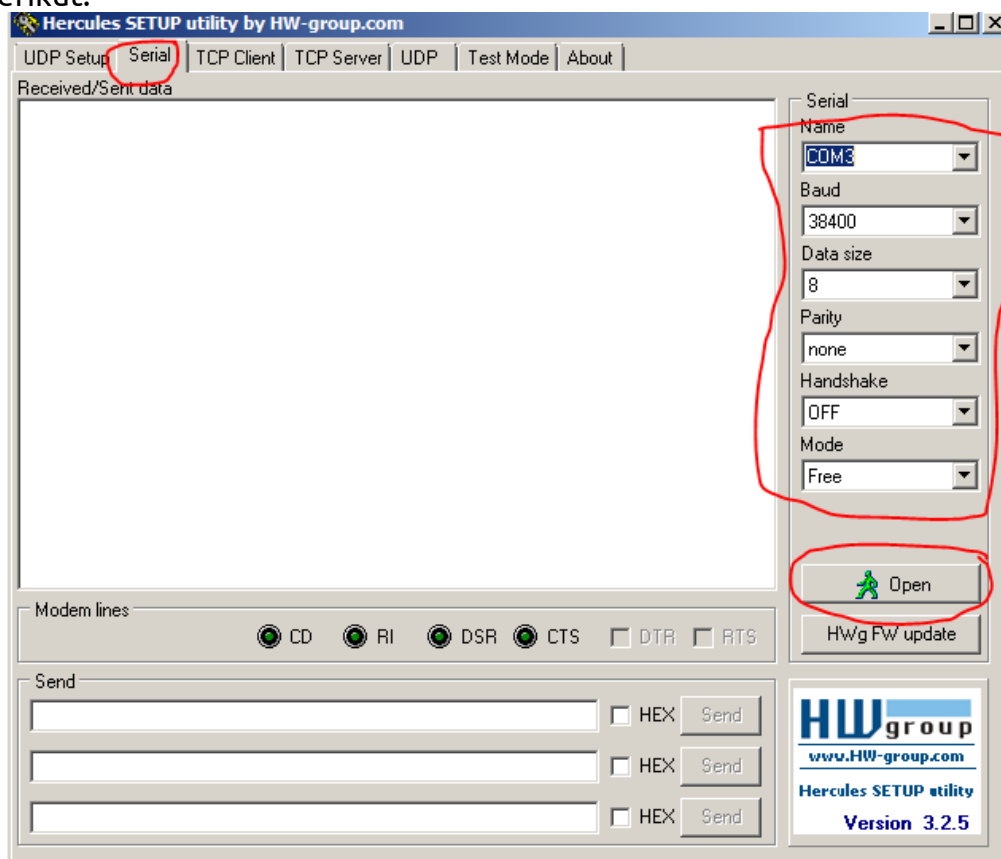 Hercules SETUP utility by HW-group.com
UDP Setup Serial TCP Client TCP Server UDP Test Mode About
Received/Sent data
Serial
Name
COM3
Baud
38400
Data size
8
Parity
none
Handshake
OFF
Mode
Free
Open
HWg FW update
Modem lines
CD RI DSR CTS DTR RTS
Send
HEX Send
HEX Send
HEX Send
HWgroup
www.HW-group.com
Hercules SETUP utility
Version 3.2.5